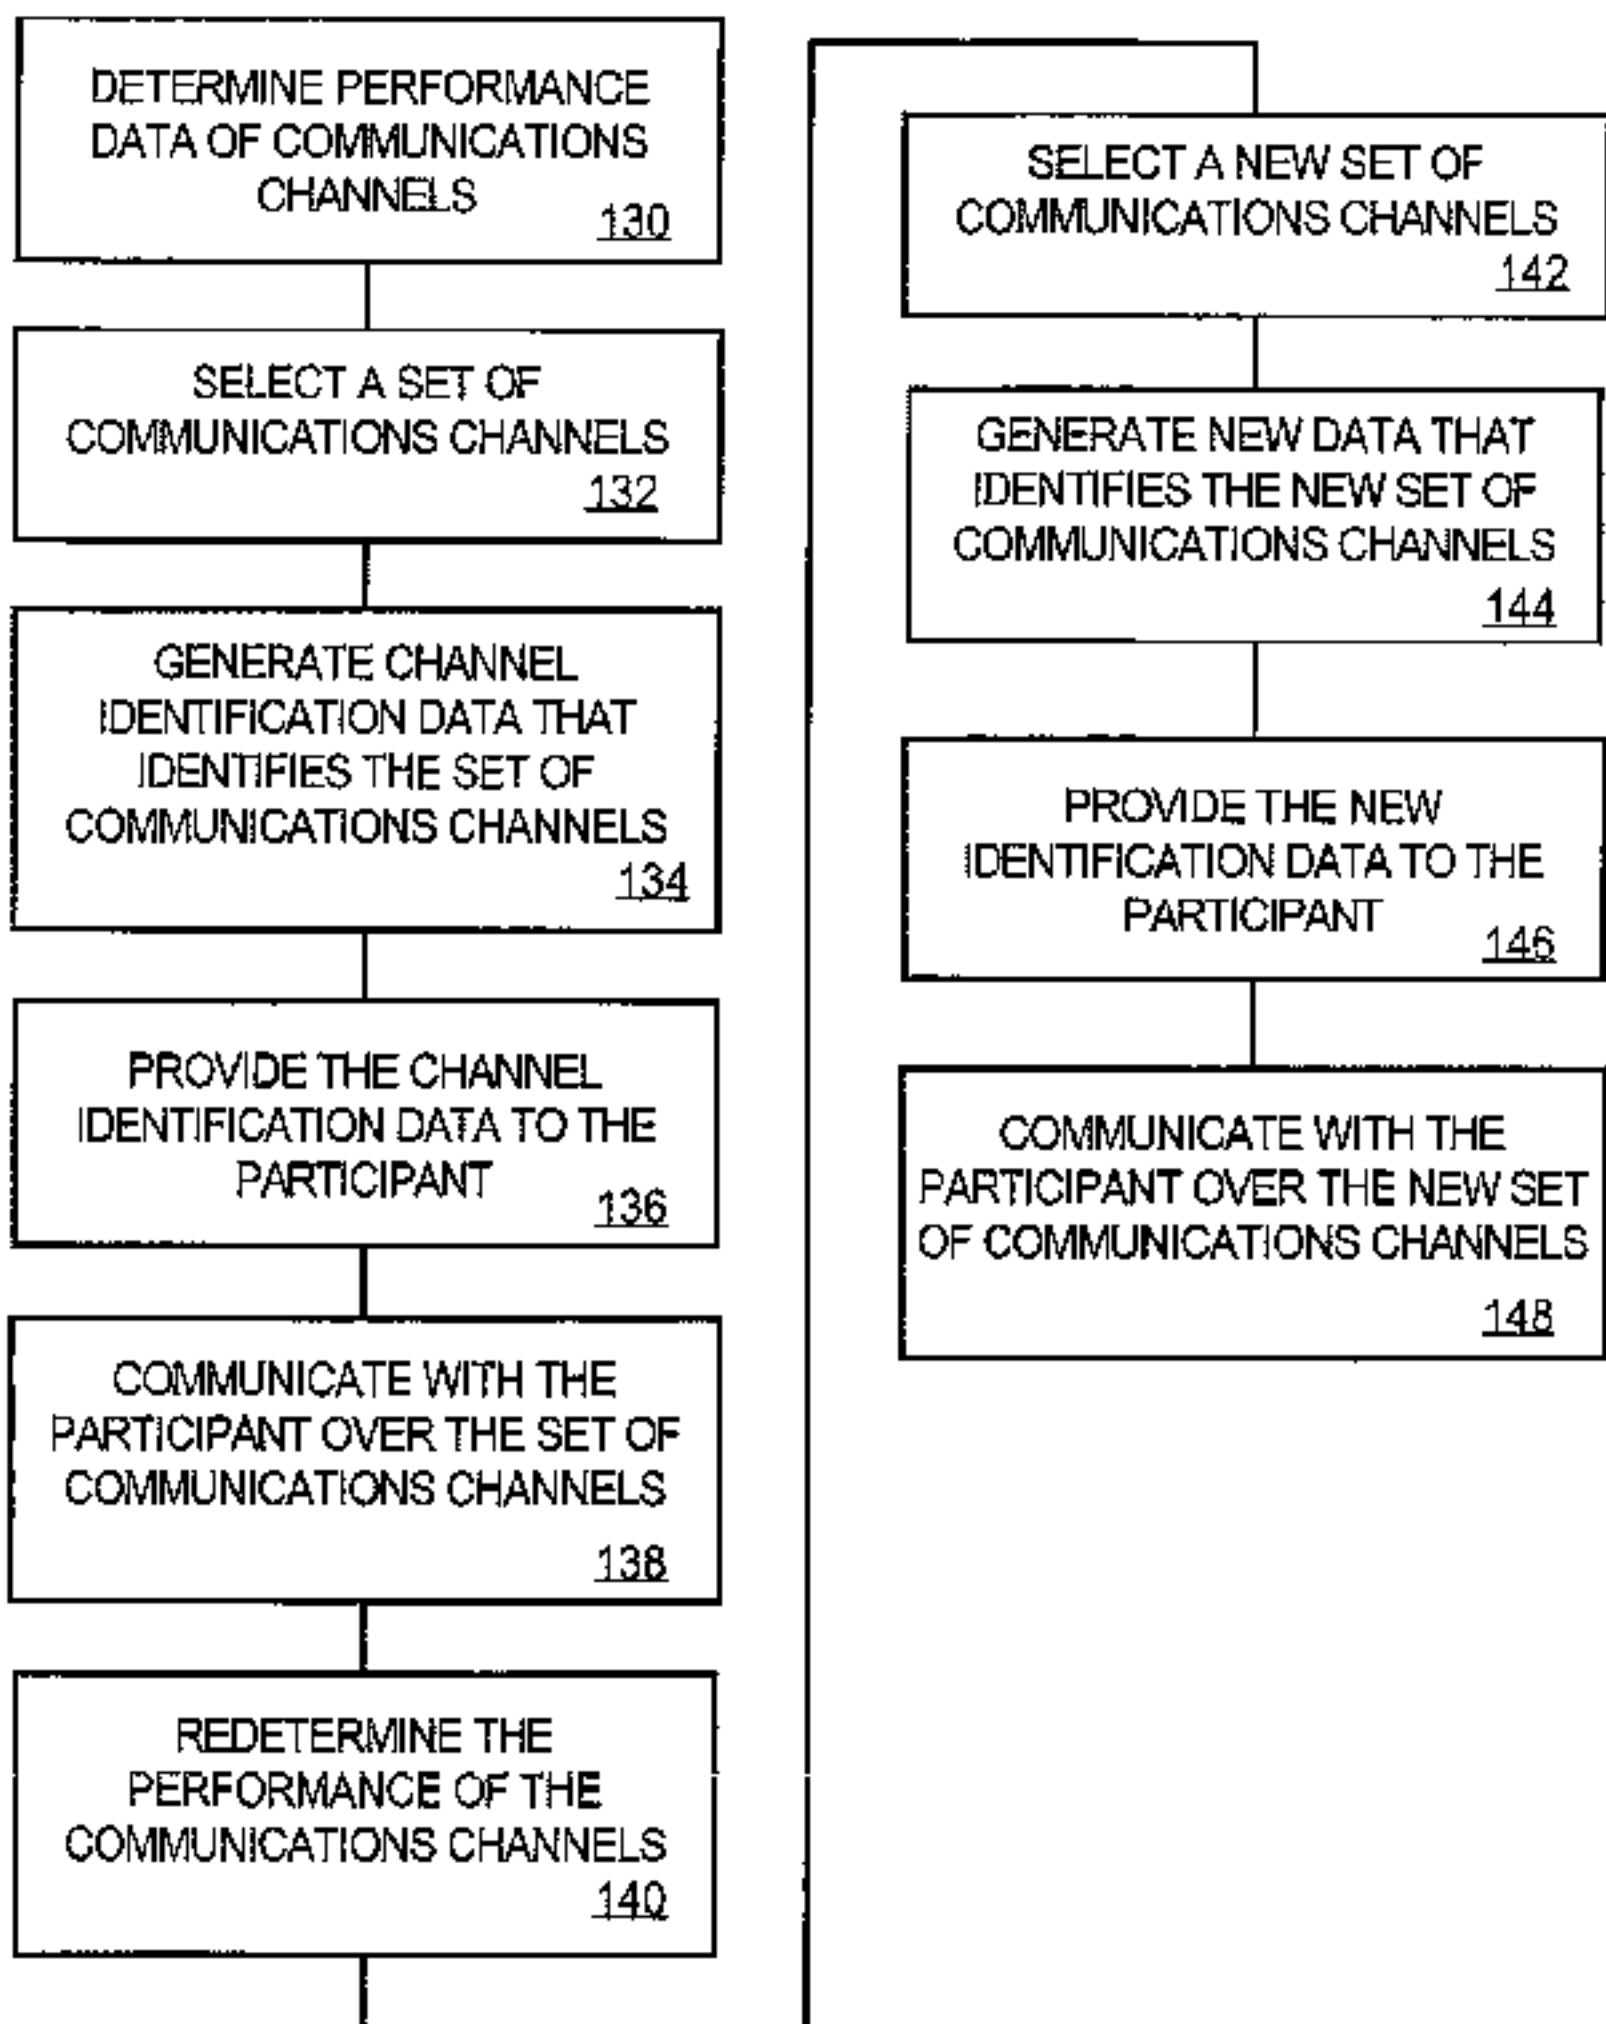 DETERMINE PERFORMANCE
DATA OF COMMUNICATIONS
CHANNELS
130
SELECT A SET OF
COMMUNICATIONS CHANNELS
132
GENERATE CHANNEL
IDENTIFICATION DATA THAT
IDENTIFIES THE SET OF
COMMUNICATIONS CHANNELS
134
PROVIDE THE CHANNEL
IDENTIFICATION DATA TO THE
PARTICIPANT
136
COMMUNICATE WITH THE
PARTICIPANT OVER THE SET OF
COMMUNICATIONS CHANNELS
138
REDETERMINE THE
PERFORMANCE OF THE
COMMUNICATIONS CHANNELS
140
SELECT A NEW SET OF
COMMUNICATIONS CHANNELS
142
GENERATE NEW DATA THAT
IDENTIFIES THE NEW SET OF
COMMUNICATIONS CHANNELS
144
PROVIDE THE NEW
IDENTIFICATION DATA TO THE
PARTICIPANT
146
COMMUNICATE WITH THE
PARTICIPANT OVER THE NEW SET
OF COMMUNICATIONS CHANNELS
148